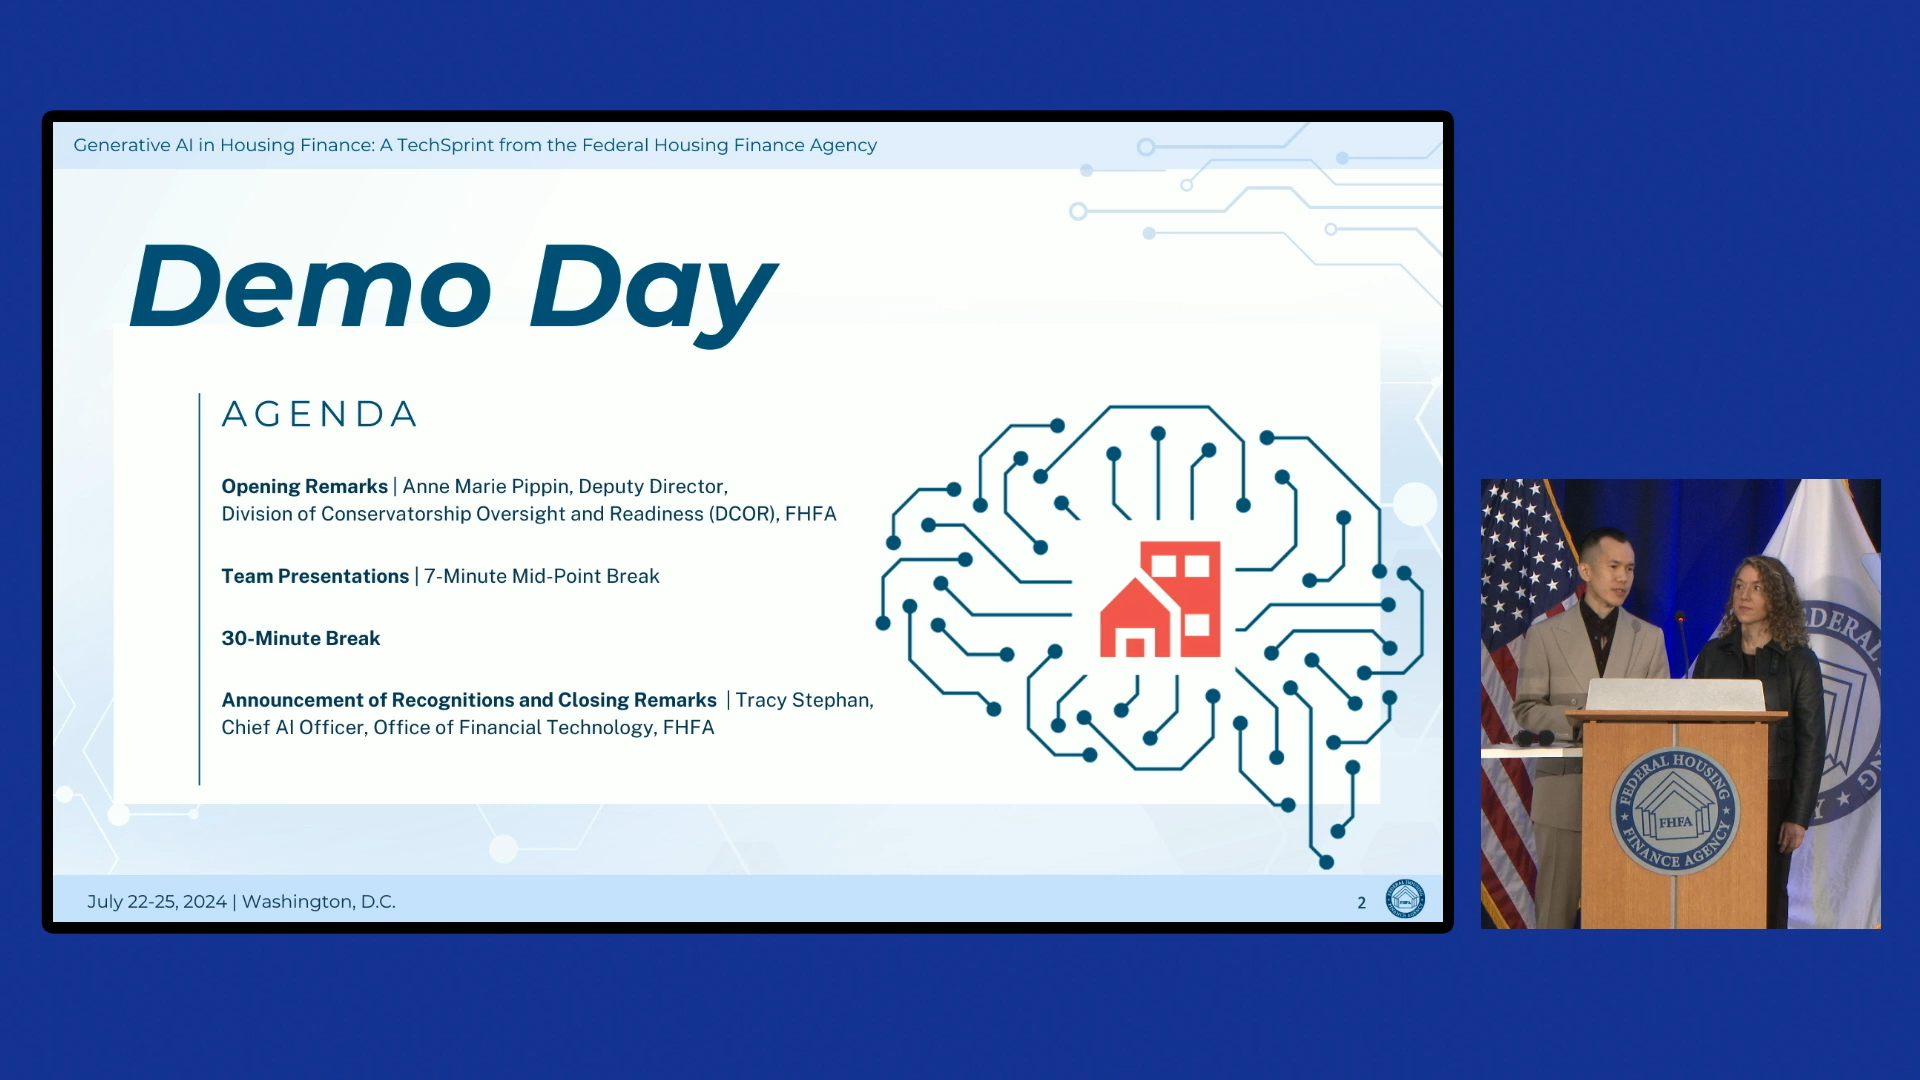 Generative AI in Housing Finance: A TechSprint from the Federal Housing Finance Agency
Demo Day
AGENDA
Opening Remarks | Anne Marie Pippin, Deputy Director,
Division of Conservatorship Oversight and Readiness (DCOR), FHFA
Team Presentations | 7-Minute Mid-Point Break
30-Minute Break
Announcement of Recognitions and Closing Remarks | Tracy Stephan,
Chief AI Officer, Office of Financial Technology, FHFA
July 22-25, 2024 | Washington, D.C.
2
FEDERAL HOUSING
FHFA
FINANCE AGENCY